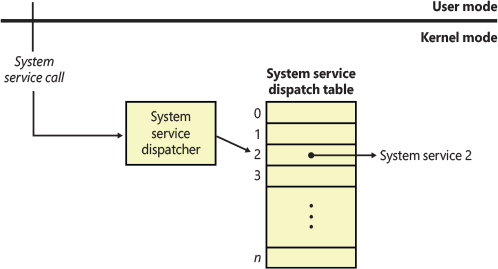 User mode
Kernel mode
System
service call
System service
dispatch table
System
service
dispatcher
0
1
2
3
n
System service 2